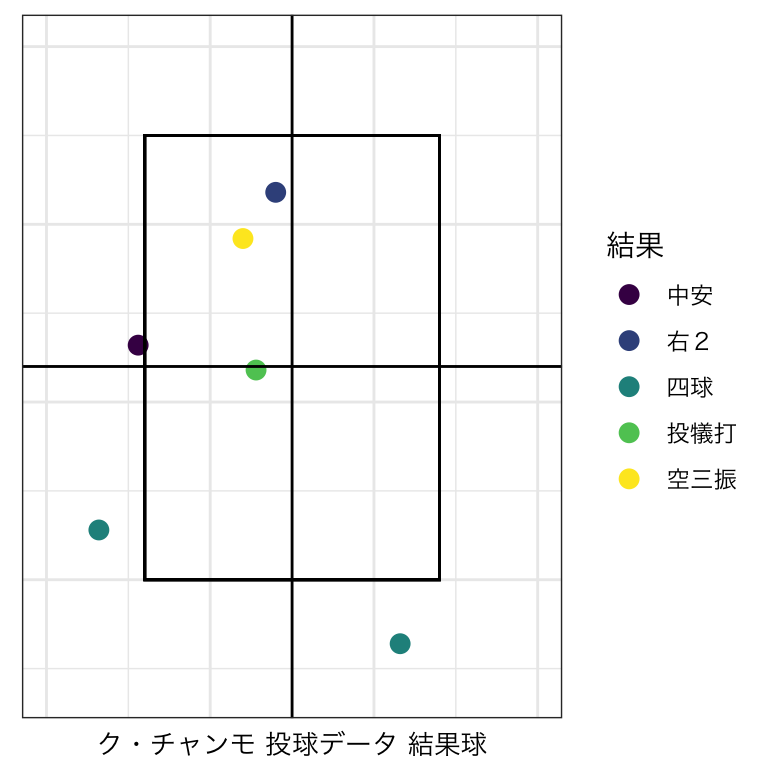 結果
中安
右２
四球
投犠打
空三振
ク・チャンモ 投球データ 結果球